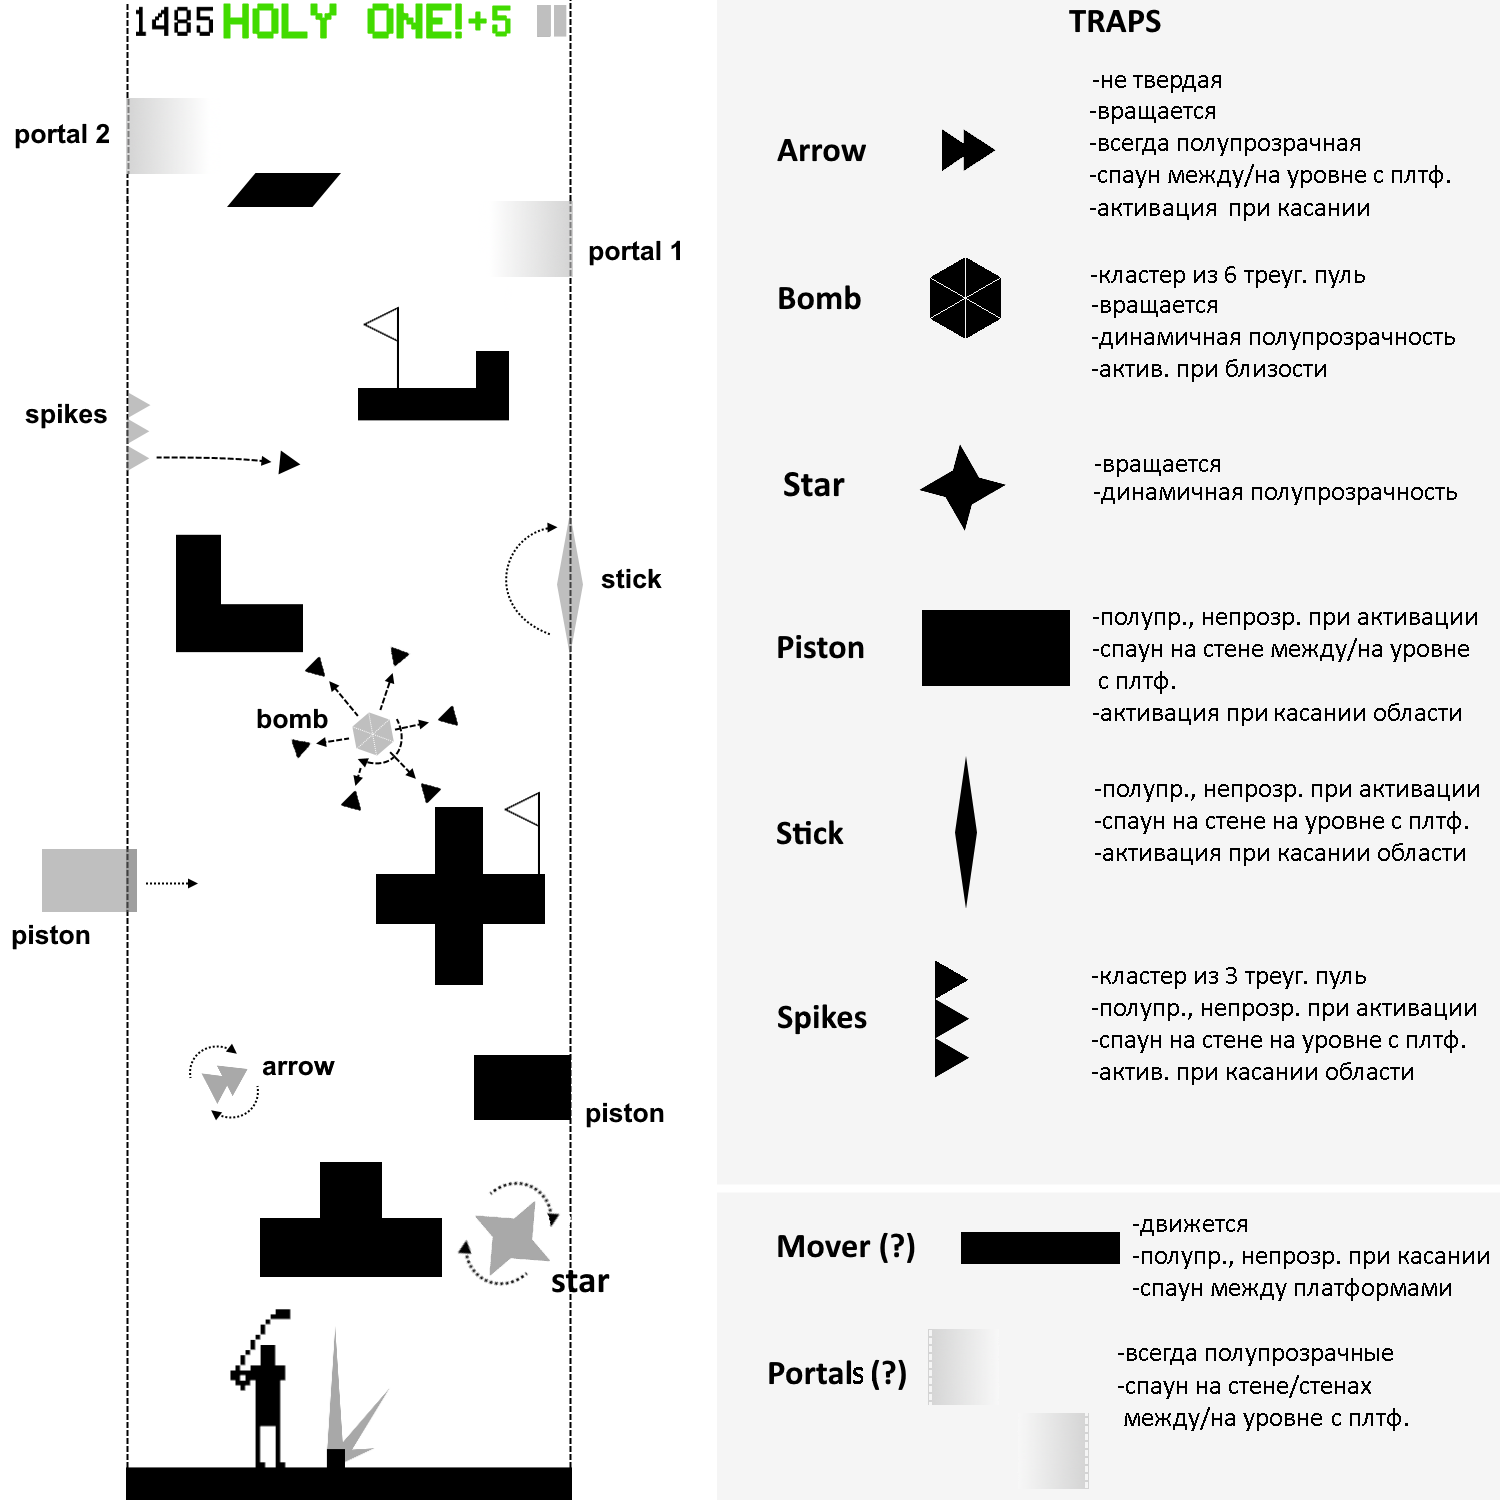 1485 HOLY ONE!+5
portal 2
portal 1
spikes
stick
bomb
piston
arrow
piston
star
TRAPS
Arrow
-не твердая
-вращается
-всегда полупрозрачная
-спаун между/на уровне с плтф.
-активация при касании
Bomb
-кластер из 6 треуг. пуль
-вращается
-динамичная полупрозрачность
-актив. при близости
Star
-вращается
-динамичная полупрозрачность
Piston
-полупр., непрозр. при активации
-спаун на стене между/на уровне
с плтф.
-активация при касании области
Stick
-полупр., непрозр. при активации
-спаун на стене на уровне с плтф.
-активация при касании области
Spikes
-кластер из 3 треуг. пуль
-полупр., непрозр. при активации
-спаун на стене на уровне с плтф.
-актив. при касании области
Mover (?)
-движется
-полупр., непрозр. при касании
-спаун между платформами
Portals (?)
-всегда полупрозрачные
-спаун на стене/стенах
между/на уровне с плтф.